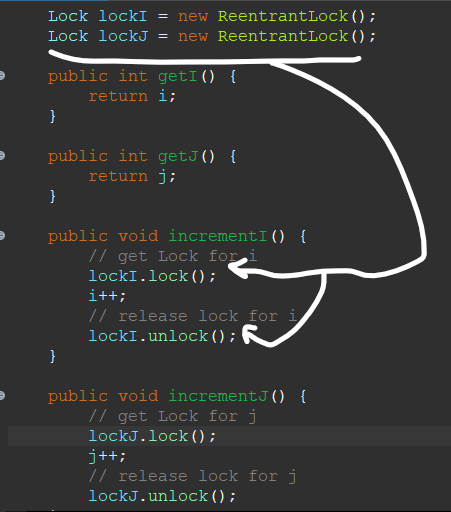 Lock lockI = new ReentrantLock();
Lock lockJ = new ReentrantLock();
public int getI() {
return i;
}
public int getJ() {
return j;
}
public void incrementI() {
// get Lock for i
lockI.lock();
i++;
// release lock for i
lockI.unlock();
}
public void incrementJ() {
// get Lock for j
lockJ.lock();
j++;
// release lock for j
lockJ.unlock();